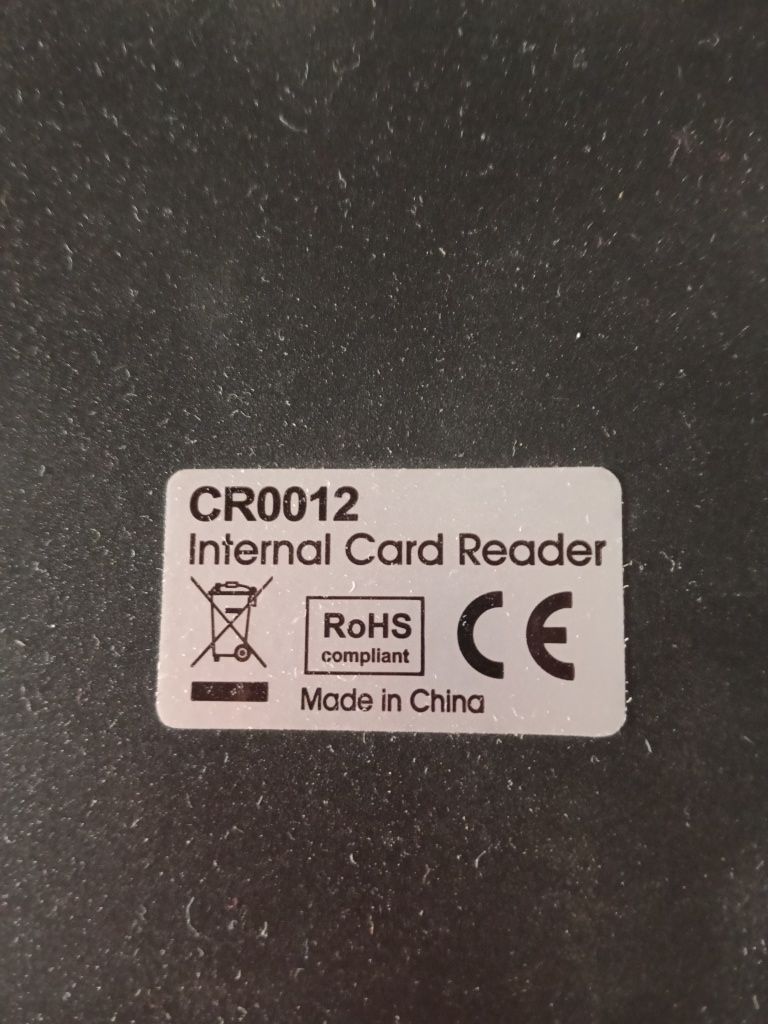 CR0012
Internal Card Reader
RoHS
compliant
CE
Made in China